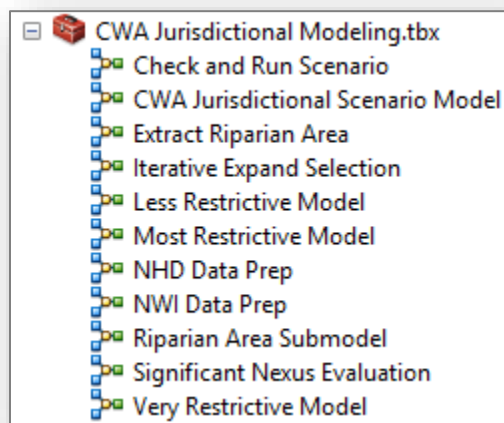 CWA Jurisdictional Modeling.tbx
Check and Run Scenario
CWA Jurisdictional Scenario Model
Extract Riparian Area
Iterative Expand Selection
Less Restrictive Model
Most Restrictive Model
NHD Data Prep
NWI Data Prep
Riparian Area Submodel
Significant Nexus Evaluation
Very Restrictive Model